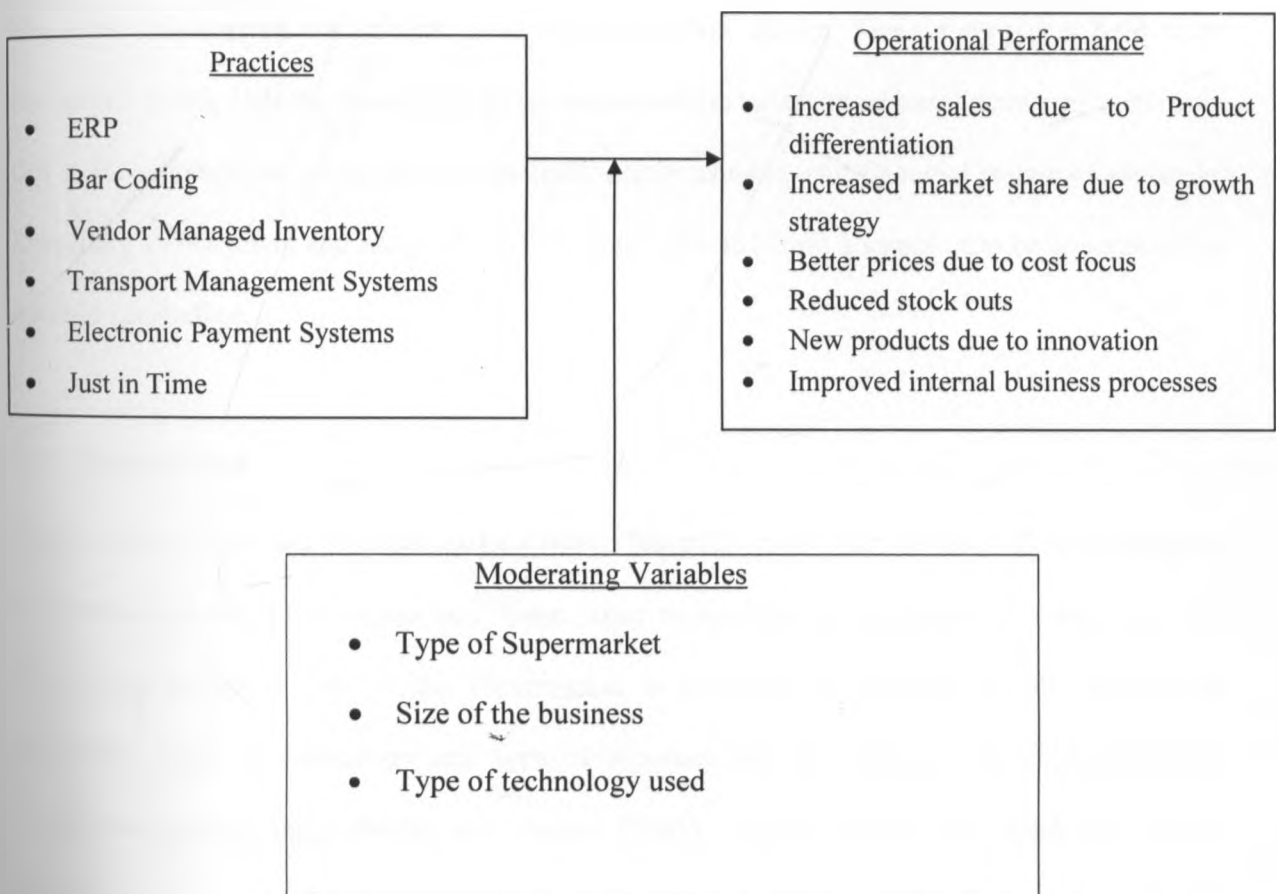 Practices
• ERP
• Bar Coding
• Vendor Managed Inventory
• Transport Management Systems
• Electronic Payment Systems
• Just in Time
Operational Performance
• Increased sales due to Product
differentiation
• Increased market share due to growth
strategy
• Better prices due to cost focus
• Reduced stock outs
• New products due to innovation
• Improved internal business processes
Moderating Variables
• Type of Supermarket
• Size of the business
• Type of technology used